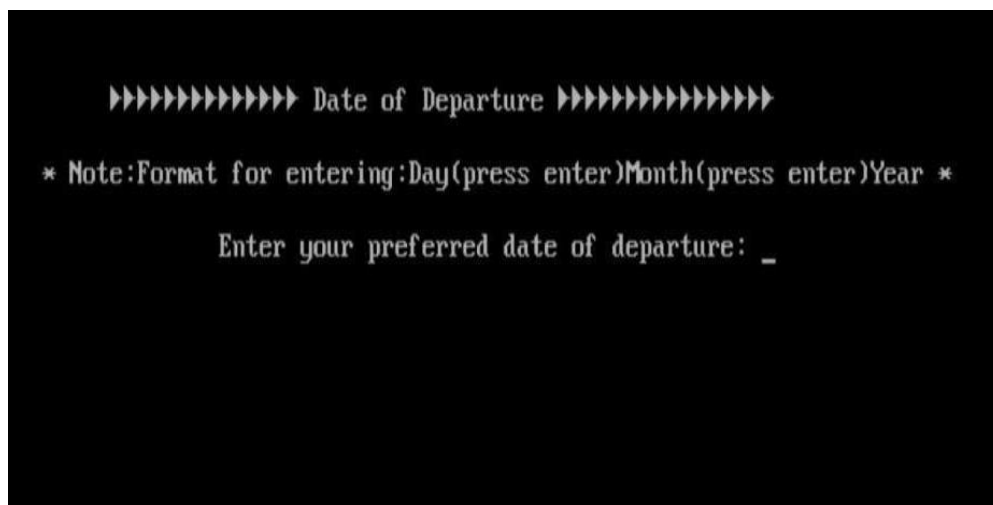 ►►►►►►►►►►►►►► Date of Departure ►►►►►►►►►►►►►►►►
* Note:Format for entering:Day(press enter)Month(press enter)Year *
Enter your preferred date of departure: _